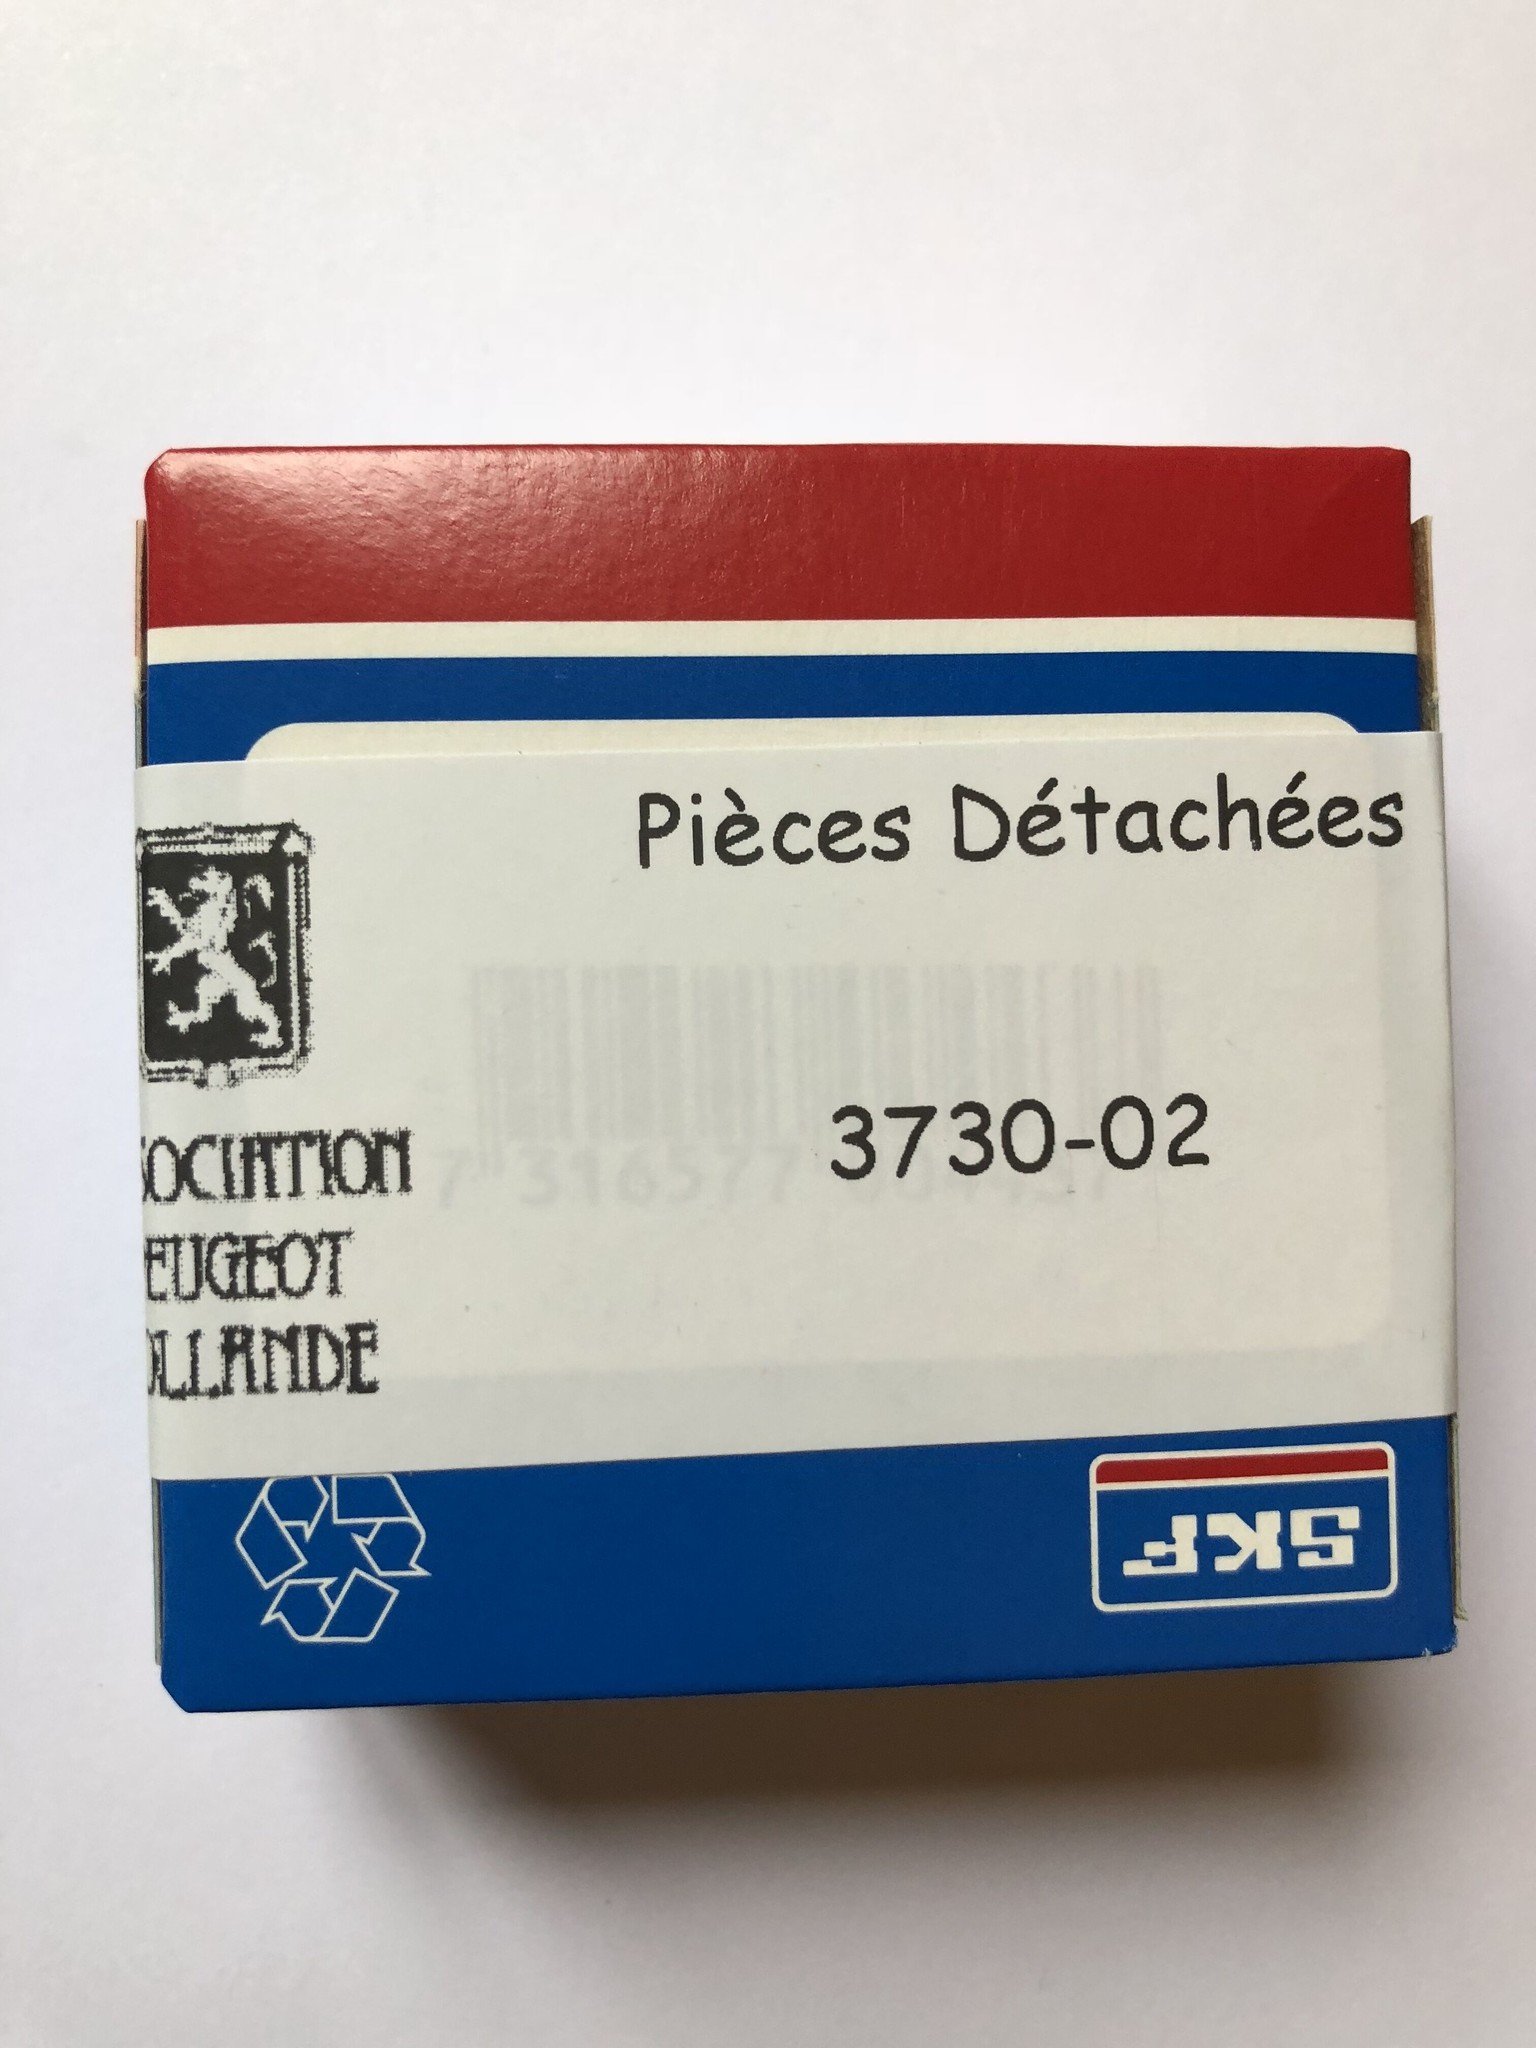 Pièces Détachées
3730-02
SOCIATION
EUGEOT
OLLANDE
SKF